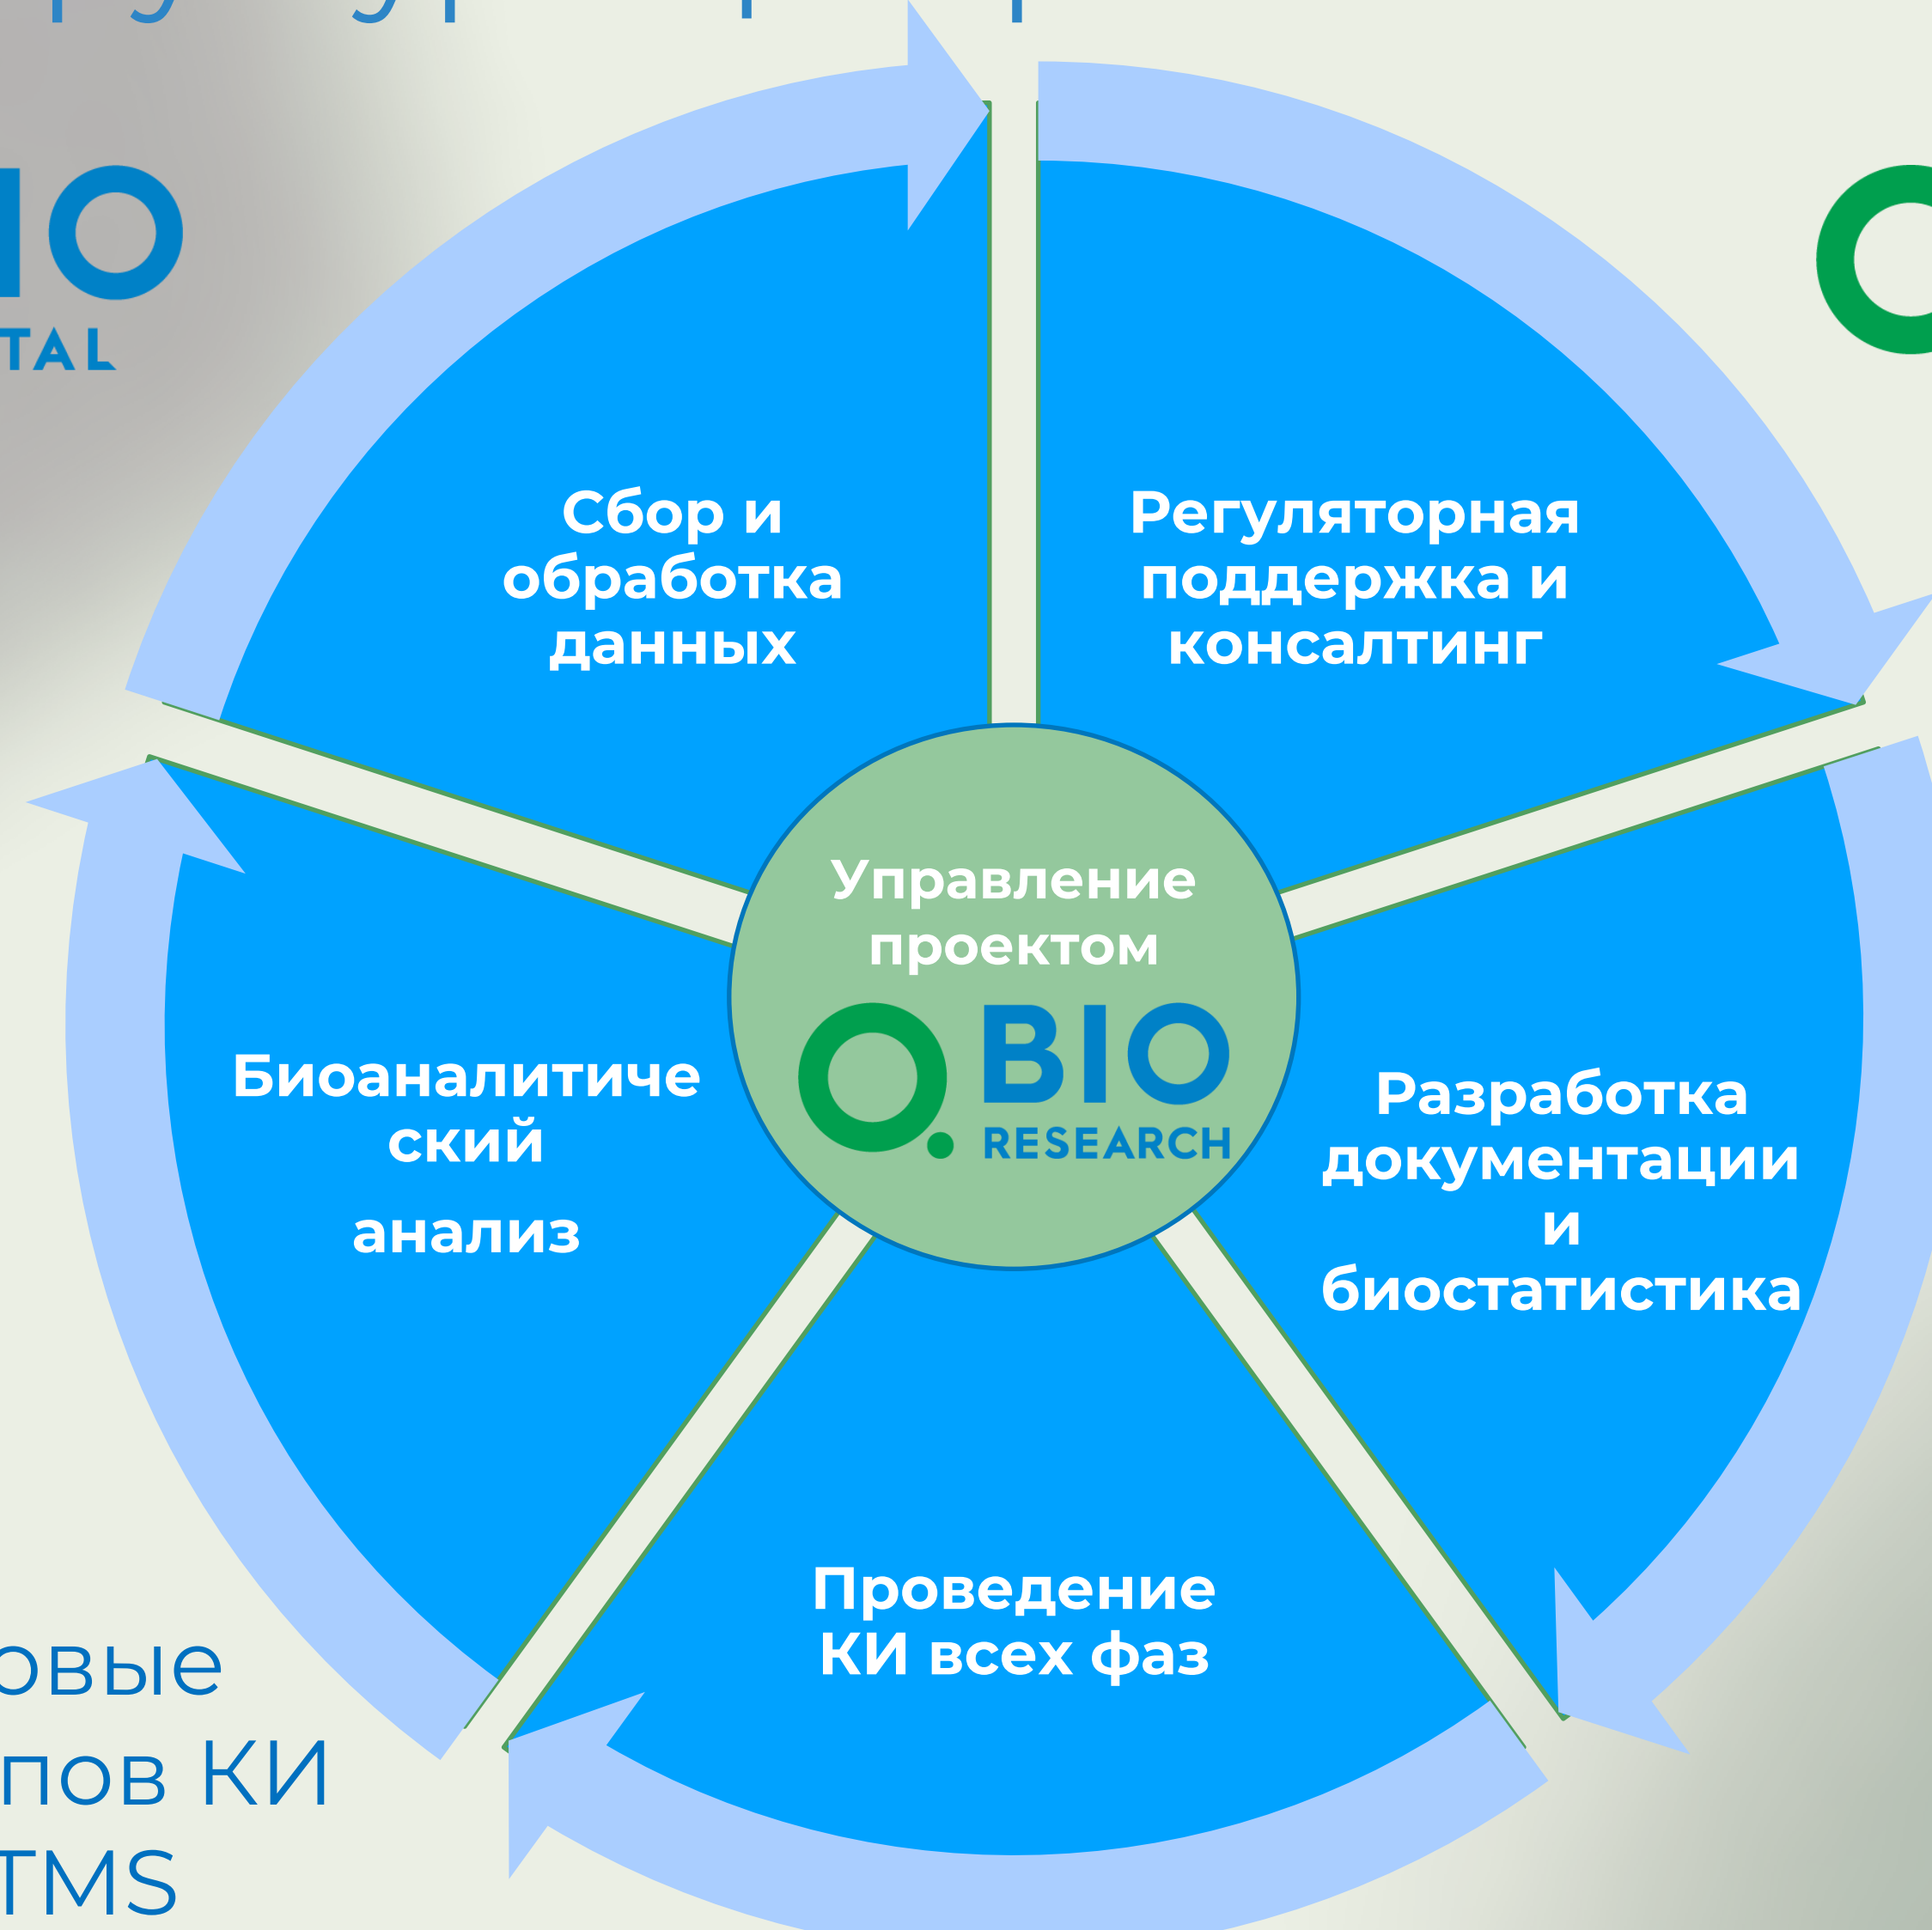 IO
TAL
Сбор и
обработка
данных
Регуляторная
поддержка и
консалтинг
Управление
проектом
BIO
RESEARCH
Биоаналитиче
ский
анализ
Разработка
документации
и
биостатистика
Проведение
КИ всех фаз
овые
пов КИ
TMS